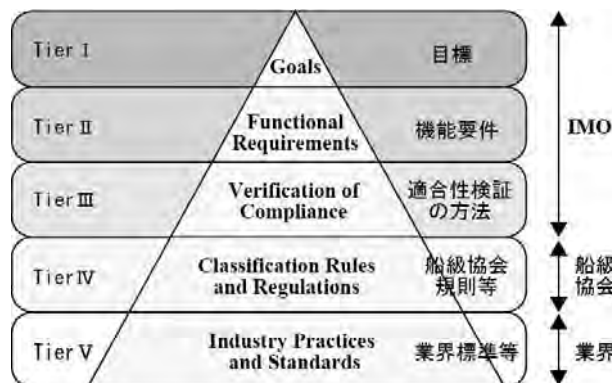 Tier Ⅰ
Goals
目標
Tier Ⅱ
Functional
Requirements
機能要件
IMO
Tier Ⅲ
Verification of
Compliance
適合性検証
の方法
Tier Ⅳ
Classification Rules
and Regulations
船級協会
規則等
船級
協会
Tier Ⅴ
Industry Practices
and Standards
業界標準等
業界